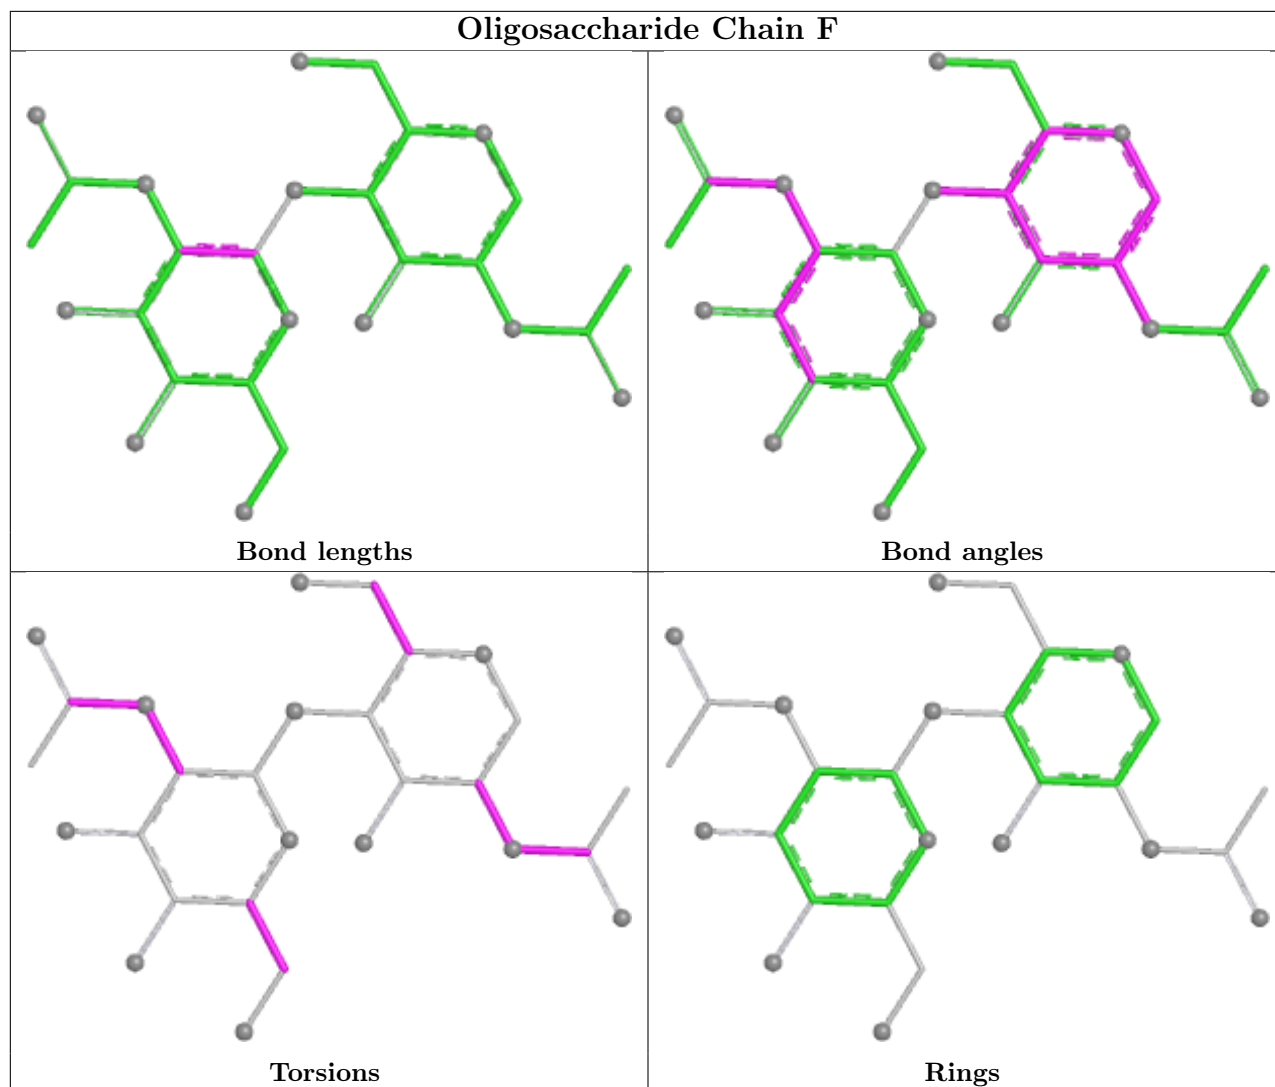 Oligosaccharide Chain F
Bond lengths
Bond angles
Torsions
Rings